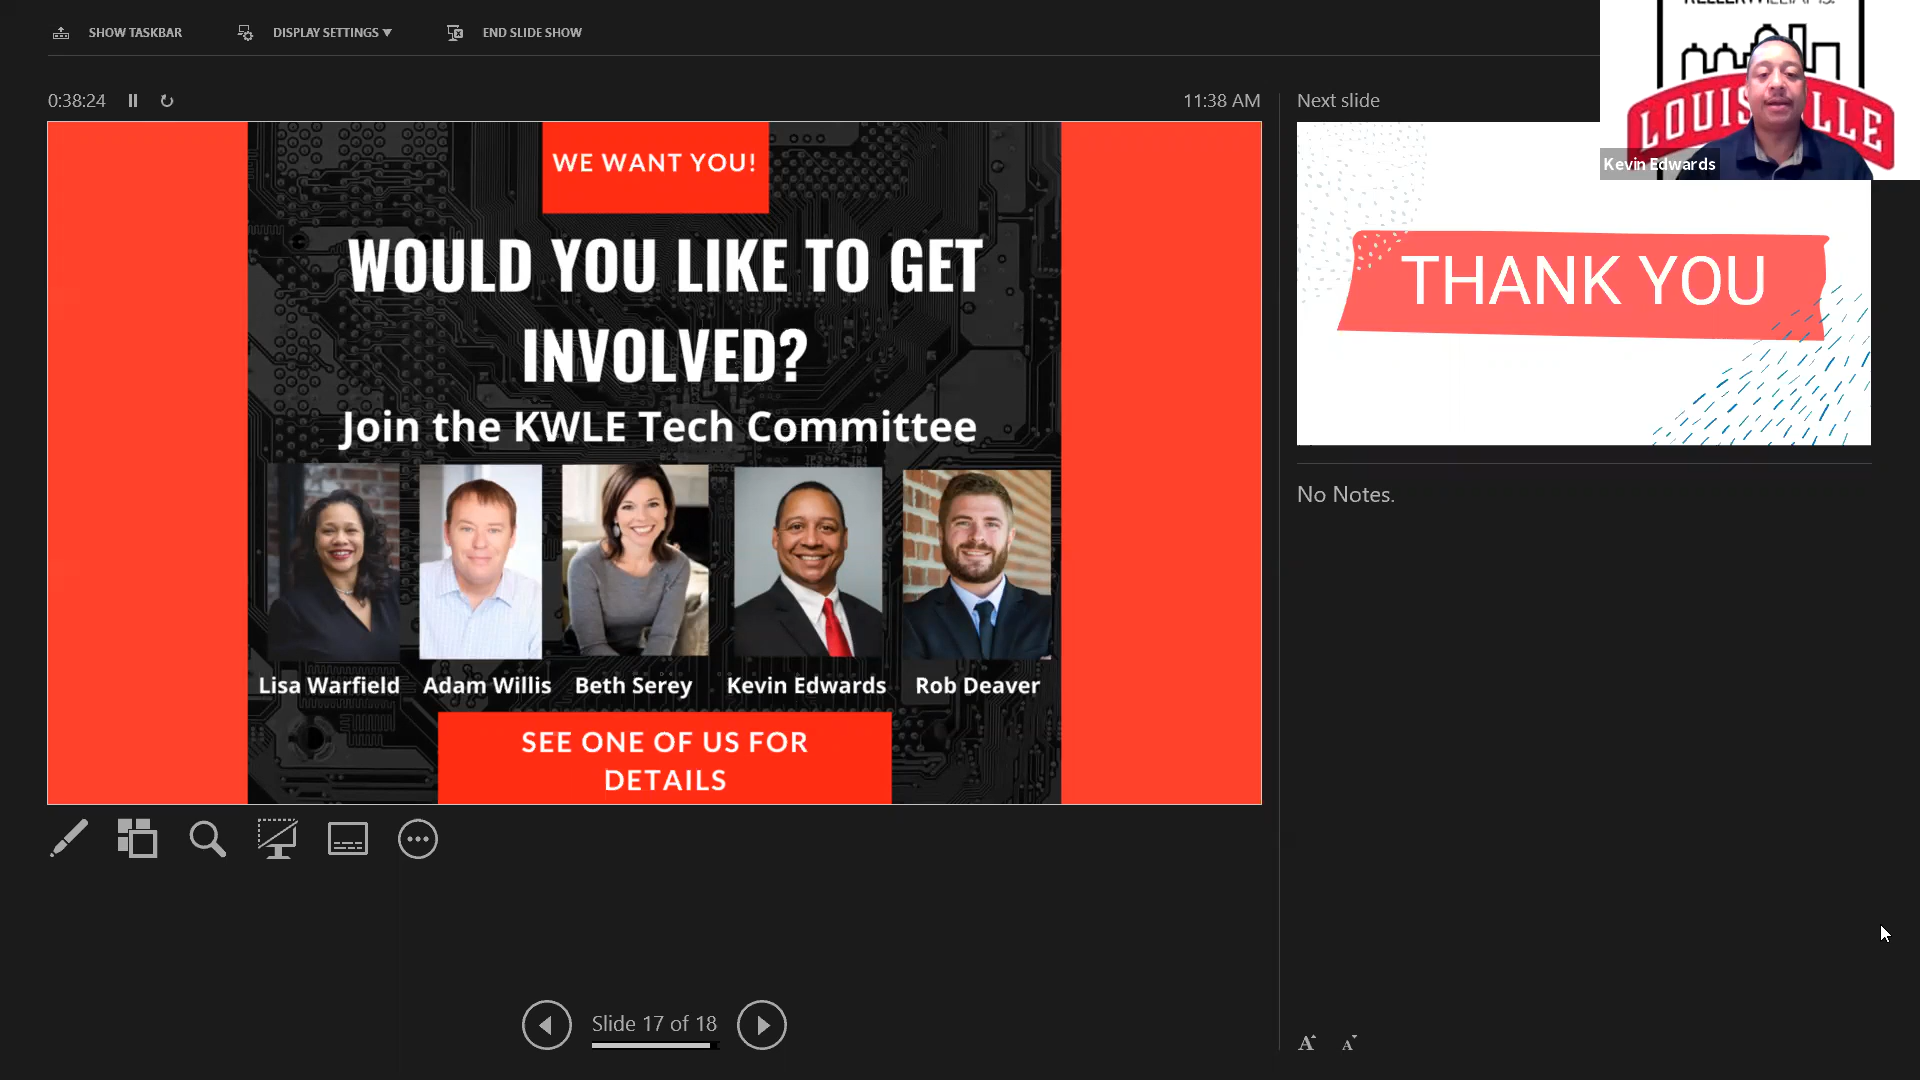 SHOW TASKBAR
DISPLAY SETTINGS
END SLIDE SHOW
0:38:24
11:38 AM
Next slide
WE WANT YOU!
WOULD YOU LIKE TO GET
INVOLVED?
Join the KWLE Tech Committee
Lisa Warfield
Adam Willis
Beth Serey
Kevin Edwards
Rob Deaver
SEE ONE OF US FOR
DETAILS
Slide 17 of 18
KELLERWILLIAMS.
Kevin Edwards
THANK YOU
No Notes.
A
A